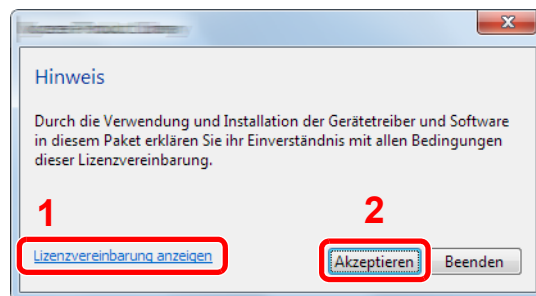 Hinweis
Durch die Verwendung und Installation der Gerätetreiber und Software
in diesem Paket erklären Sie ihr Einverständnis mit allen Bedingungen
dieser Lizenzvereinbarung.
1
2
Lizenzvereinbarung anzeigen
Akzeptieren
Beenden